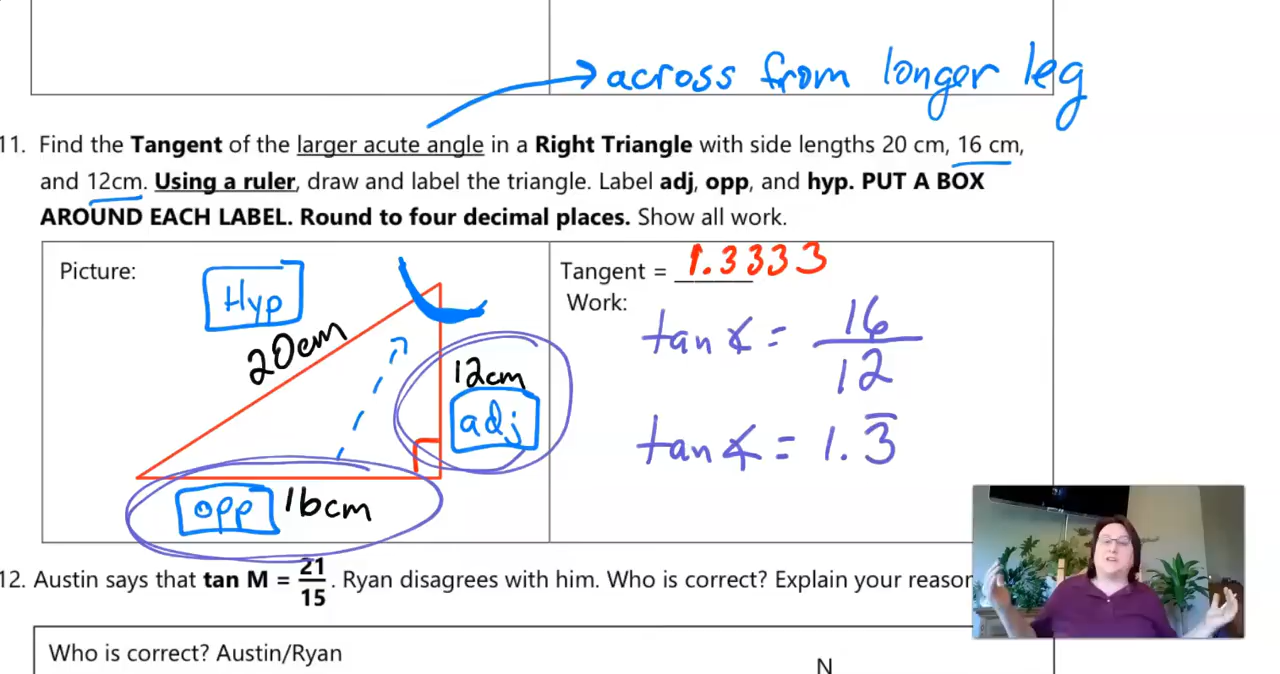 across from longer leg
11. Find the Tangent of the larger acute angle in a Right Triangle with side lengths 20 cm, 16 cm,
and 12cm. Using a ruler, draw and label the triangle. Label adj, opp, and hyp. PUT A BOX
AROUND EACH LABEL. Round to four decimal places. Show all work.
Picture:
Hyp
20cm
12cm
adj
opp 16cm
Tangent = 1.3333
Work:
tan ∡ = 16/12
tan ∡ = 1.3̅
12. Austin says that tan M = 21/15. Ryan disagrees with him. Who is correct? Explain your reason
Who is correct? Austin/Ryan
N